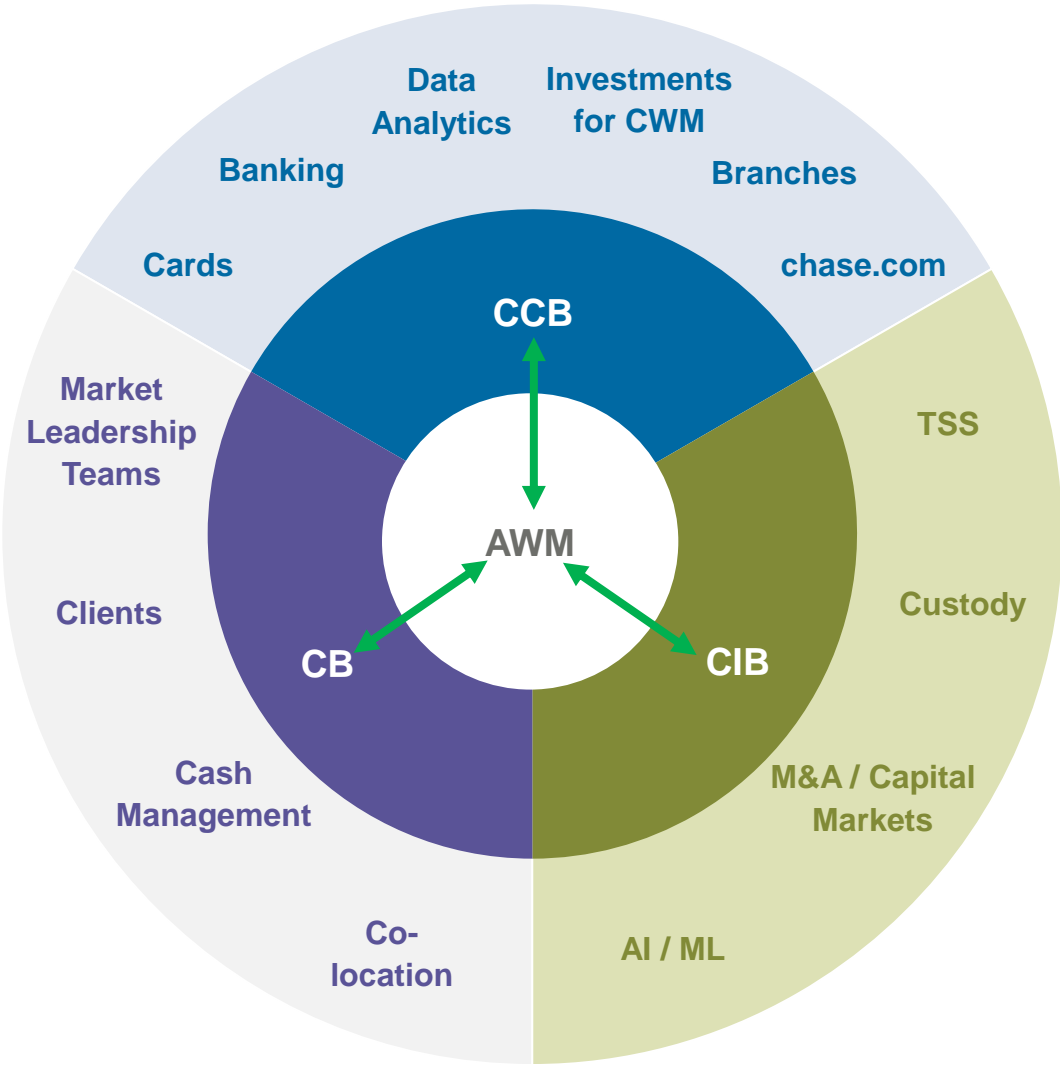 Data
Analytics
Investments
for CWM
Banking
Branches
Cards
chase.com
CCB
Market
Leadership
Teams
TSS
AWM
Clients
Custody
CB
CIB
Cash
Management
M&A / Capital
Markets
Co-
location
AI / ML